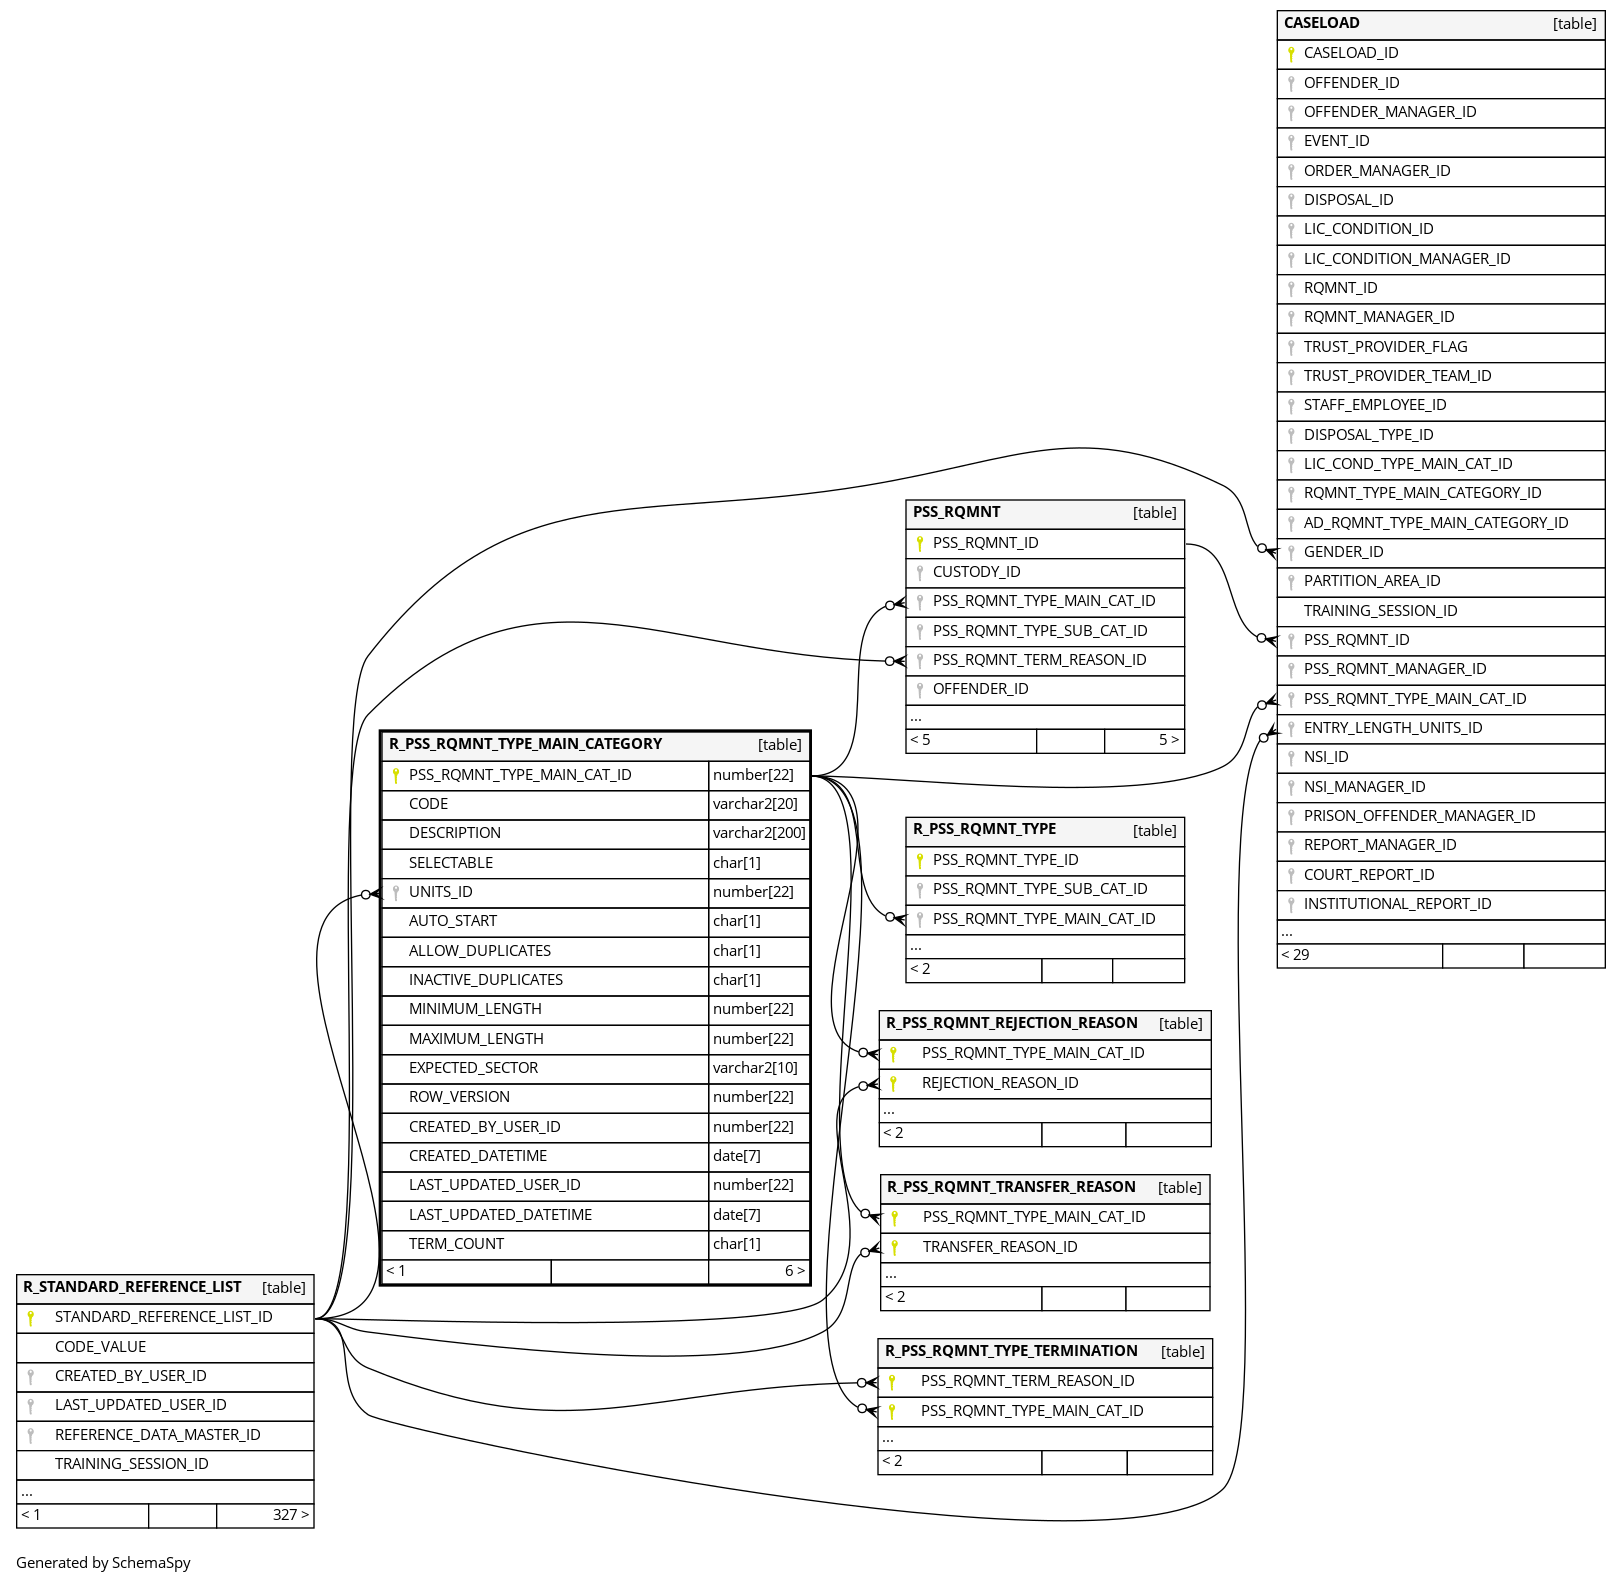 CASELOAD [table]
CASELOAD_ID
OFFENDER_ID
OFFENDER_MANAGER_ID
EVENT_ID
ORDER_MANAGER_ID
DISPOSAL_ID
LIC_CONDITION_ID
LIC_CONDITION_MANAGER_ID
RQMNT_ID
RQMNT_MANAGER_ID
TRUST_PROVIDER_FLAG
TRUST_PROVIDER_TEAM_ID
STAFF_EMPLOYEE_ID
DISPOSAL_TYPE_ID
LIC_COND_TYPE_MAIN_CAT_ID
RQMNT_TYPE_MAIN_CATEGORY_ID
AD_RQMNT_TYPE_MAIN_CATEGORY_ID
GENDER_ID
PARTITION_AREA_ID
TRAINING_SESSION_ID
PSS_RQMNT_ID
PSS_RQMNT_MANAGER_ID
PSS_RQMNT_TYPE_MAIN_CAT_ID
ENTRY_LENGTH_UNITS_ID
NSI_ID
NSI_MANAGER_ID
PRISON_OFFENDER_MANAGER_ID
REPORT_MANAGER_ID
COURT_REPORT_ID
INSTITUTIONAL_REPORT_ID
...
< 29
PSS_RQMNT [table]
PSS_RQMNT_ID
CUSTODY_ID
PSS_RQMNT_TYPE_MAIN_CAT_ID
PSS_RQMNT_TYPE_SUB_CAT_ID
PSS_RQMNT_TERM_REASON_ID
OFFENDER_ID
...
< 5 5 >
R_PSS_RQMNT_TYPE_MAIN_CATEGORY [table]
PSS_RQMNT_TYPE_MAIN_CAT_ID number[22]
CODE varchar2[20]
DESCRIPTION varchar2[200]
SELECTABLE char[1]
UNITS_ID number[22]
AUTO_START char[1]
ALLOW_DUPLICATES char[1]
INACTIVE_DUPLICATES char[1]
MINIMUM_LENGTH number[22]
MAXIMUM_LENGTH number[22]
EXPECTED_SECTOR varchar2[10]
ROW_VERSION number[22]
CREATED_BY_USER_ID number[22]
CREATED_DATETIME date[7]
LAST_UPDATED_USER_ID number[22]
LAST_UPDATED_DATETIME date[7]
TERM_COUNT char[1]
< 1 6 >
R_PSS_RQMNT_TYPE [table]
PSS_RQMNT_TYPE_ID
PSS_RQMNT_TYPE_SUB_CAT_ID
PSS_RQMNT_TYPE_MAIN_CAT_ID
...
< 2
R_PSS_RQMNT_REJECTION_REASON [table]
PSS_RQMNT_TYPE_MAIN_CAT_ID
REJECTION_REASON_ID
...
< 2
R_PSS_RQMNT_TRANSFER_REASON [table]
PSS_RQMNT_TYPE_MAIN_CAT_ID
TRANSFER_REASON_ID
...
< 2
R_PSS_RQMNT_TYPE_TERMINATION [table]
PSS_RQMNT_TERM_REASON_ID
PSS_RQMNT_TYPE_MAIN_CAT_ID
...
< 2
R_STANDARD_REFERENCE_LIST [table]
STANDARD_REFERENCE_LIST_ID
CODE_VALUE
CREATED_BY_USER_ID
LAST_UPDATED_USER_ID
REFERENCE_DATA_MASTER_ID
TRAINING_SESSION_ID
...
< 1 327 >
Generated by SchemaSpy